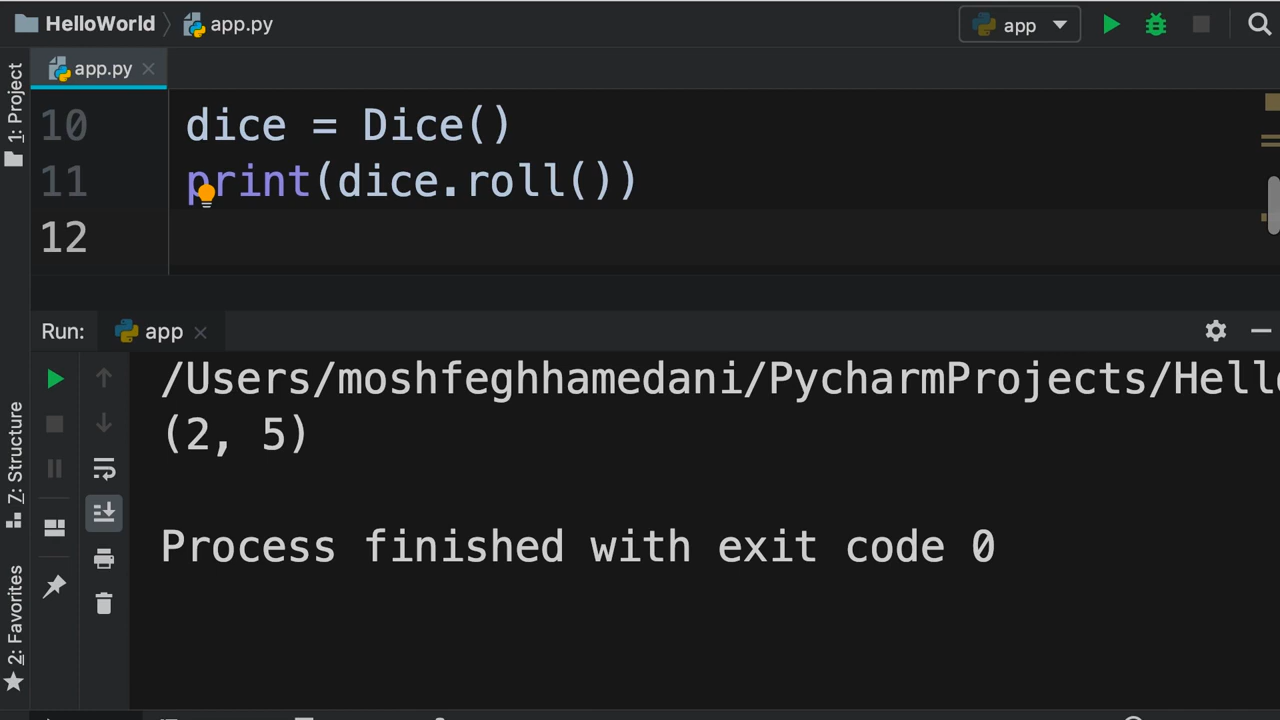 HelloWorld
app.py
app
1: Project
app.py
10 dice = Dice()
11 print(dice.roll())
12
Run:
app
/Users/moshfeghhamedani/PycharmProjects/Hello
(2, 5)
Process finished with exit code 0
7: Structure
2: Favorites